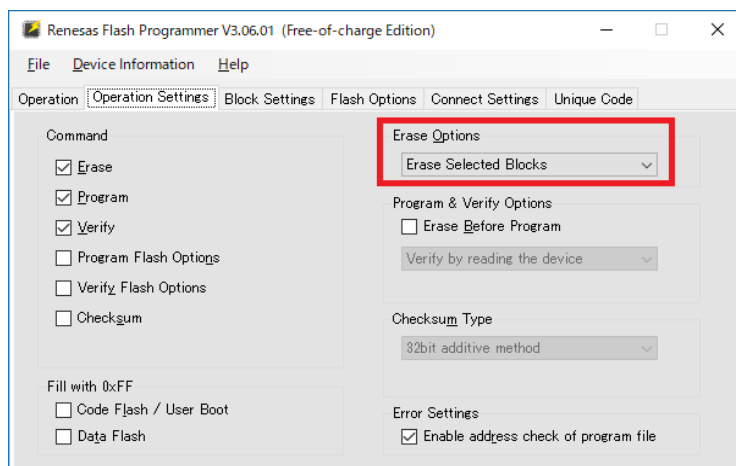 Renesas Flash Programmer V3.06.01 (Free-of-charge Edition)
File Device Information Help
Operation Operation Settings Block Settings Flash Options Connect Settings Unique Code
Command
Erase
Program
Verify
Program Flash Options
Verify Flash Options
Checksum
Fill with 0xFF
Code Flash / User Boot
Data Flash
Erase Options
Erase Selected Blocks
Program & Verify Options
Erase Before Program
Verify by reading the device
Checksum Type
32bit additive method
Error Settings
Enable address check of program file